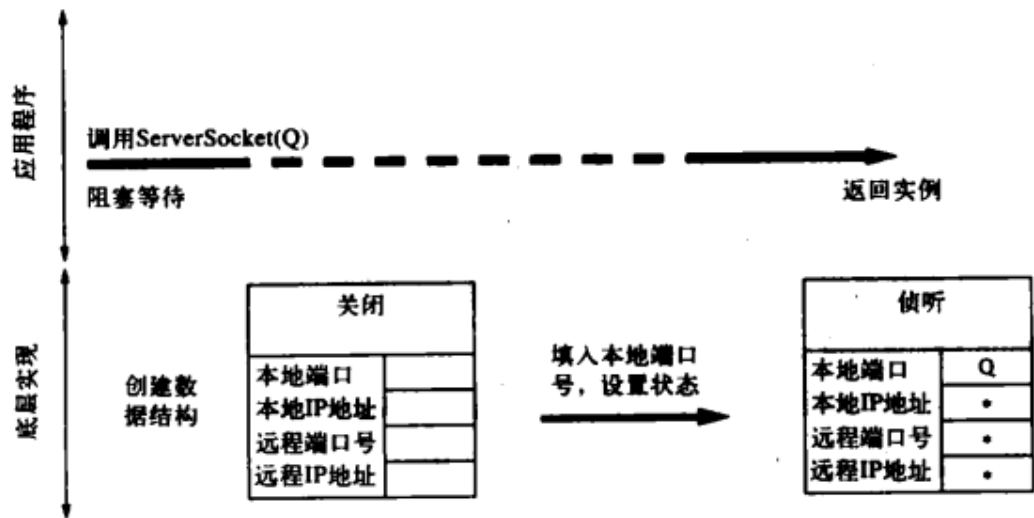 应用程序
调用ServerSocket(Q)
阻塞等待
返回实例
底层实现
创建数
据结构
关闭
本地端口
本地IP地址
远程端口号
远程IP地址
填入本地端口
号，设置状态
侦听
本地端口 Q
本地IP地址 *
远程端口号 *
远程IP地址 *